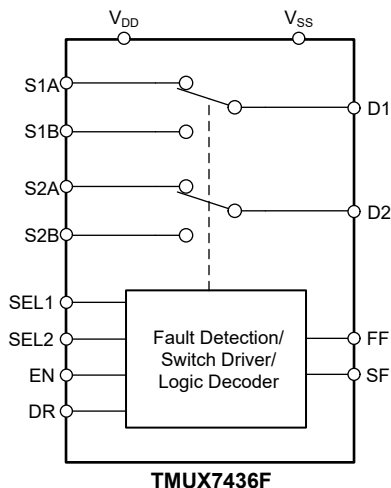 VDD
VSS
S1A
D1
S1B
S2A
D2
S2B
SEL1
SEL2
EN
DR
Fault Detection/
Switch Driver/
Logic Decoder
FF
SF
TMUX7436F